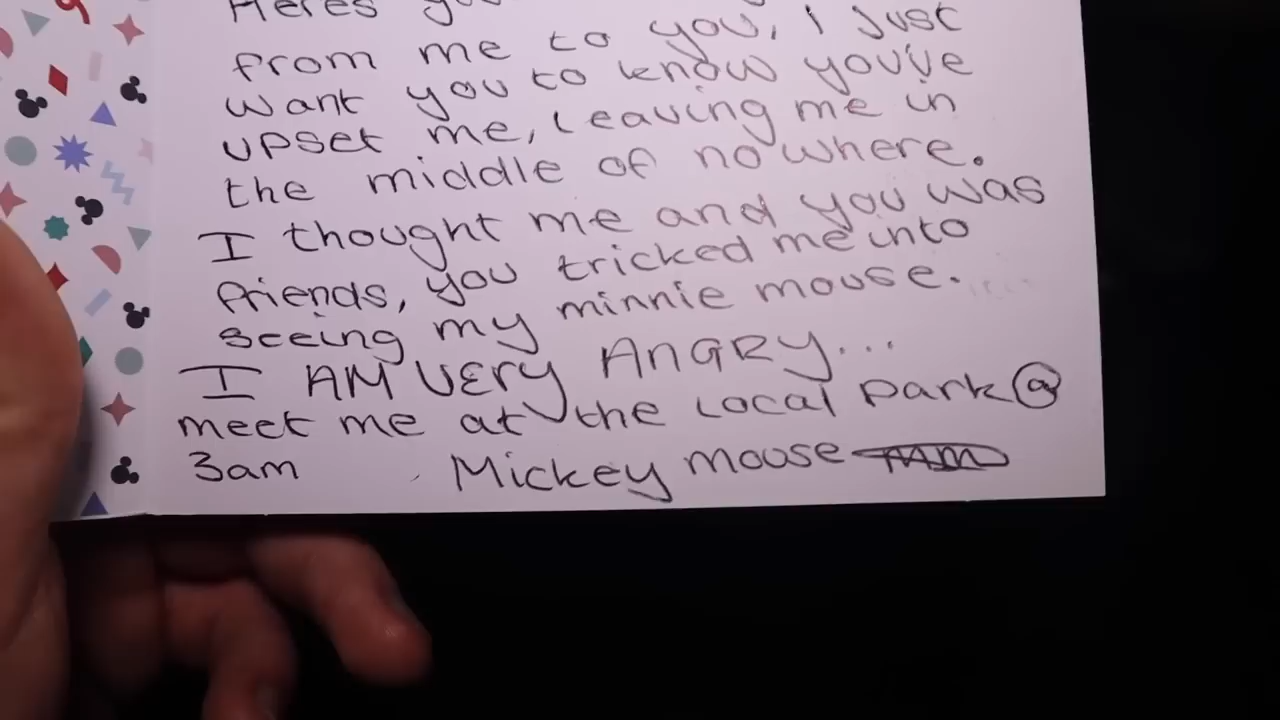 Heres
from me to you, I just
want you to know you've
upset me, leaving me in
the middle of nowhere.
I thought me and you was
friends, you tricked me into
seeing my minnie mouse.
I AM VERY ANGRY...
meet me at the local park @
3am Mickey mouse